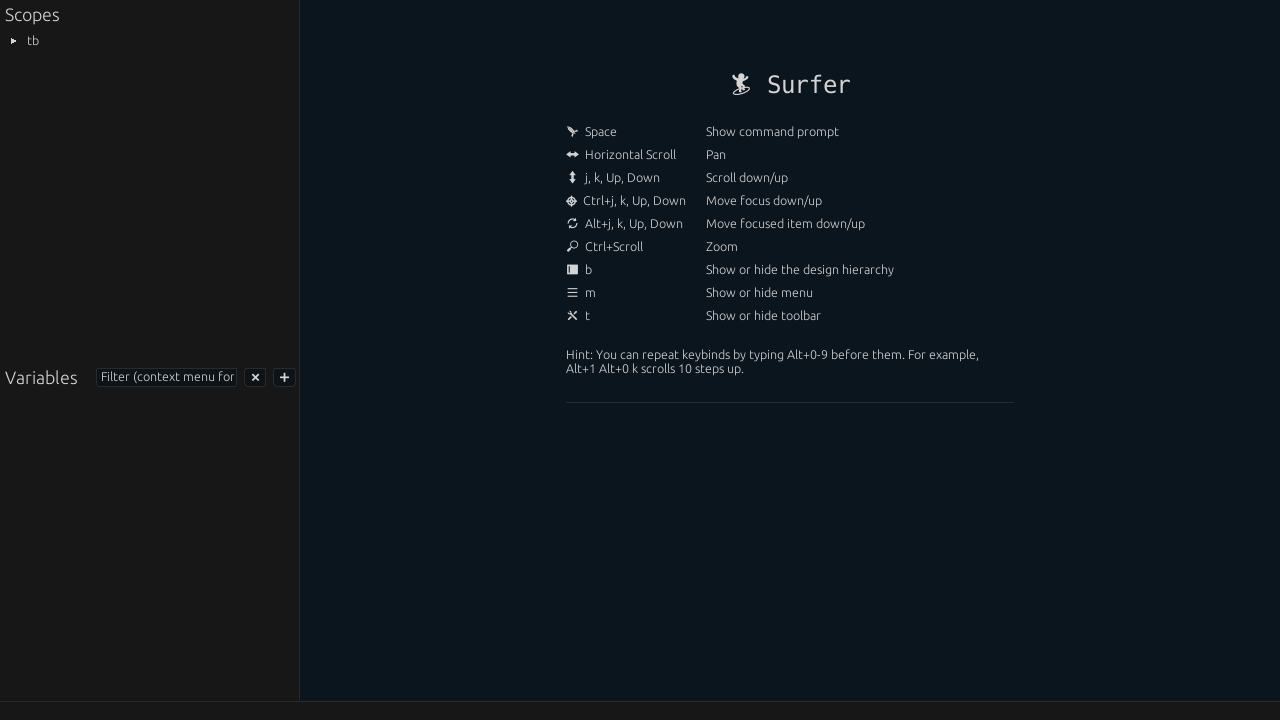 Scopes
tb
Surfer
Space Show command prompt
Horizontal Scroll Pan
j, k, Up, Down Scroll down/up
Ctrl+j, k, Up, Down Move focus down/up
Alt+j, k, Up, Down Move focused item down/up
Ctrl+Scroll Zoom
b Show or hide the design hierarchy
m Show or hide menu
t Show or hide toolbar
Hint: You can repeat keybinds by typing Alt+0-9 before them. For example,
Alt+1 Alt+0 k scrolls 10 steps up.
Variables Filter (context menu for